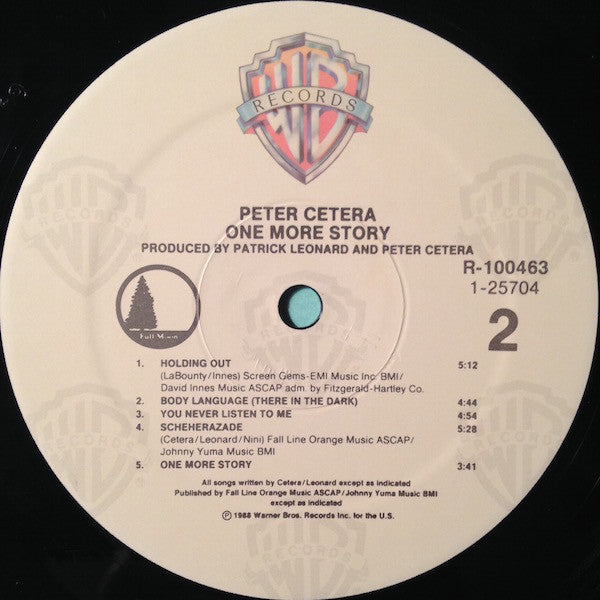 WB
RECORDS
PETER CETERA
ONE MORE STORY
PRODUCED BY PATRICK LEONARD AND PETER CETERA
R-100463
1-25704
2
Full Moon
1. HOLDING OUT 5:12
(LaBounty/Innes) Screen Gems-EMI Music Inc. BMI/
David Innes Music ASCAP adm. by Fitzgerald-Hartley Co.
2. BODY LANGUAGE (THERE IN THE DARK) 4:44
3. YOU NEVER LISTEN TO ME 4:54
4. SCHEHERAZADE 5:28
(Cetera/Leonard/Nini) Fall Line Orange Music ASCAP/
Johnny Yuma Music BMI
5. ONE MORE STORY 3:41
All songs written by Cetera/Leonard except as indicated
Published by Fall Line Orange Music ASCAP/Johnny Yuma Music BMI
except as indicated
℗ 1988 Warner Bros. Records Inc. for the U.S.